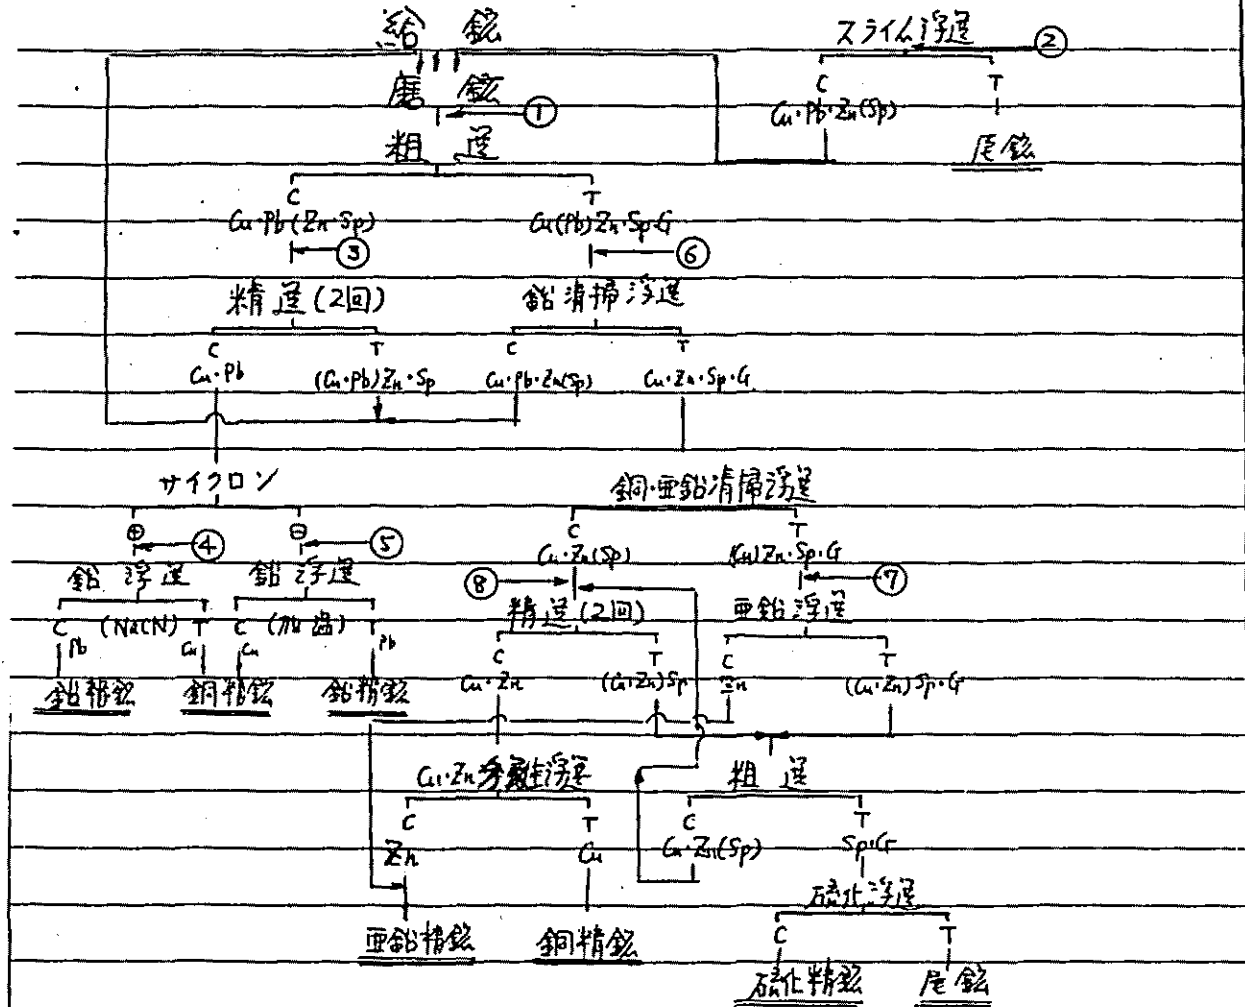 給鉱 スライム浮選 ②
C T
磨鉱 ① Cu・Pb・Zn(Sp)
粗選 尾鉱
C T
Cu・Pb(Zn・Sp) Cu(Pb)Zn・Sp・G
③ ⑥
精選(2回) 鉛清掃浮選
C T C T
Cu・Pb (Cu・Pb)Zn・Sp Cu・Pb・Zn(Sp) Cu・Zn・Sp・G
サイクロン 銅・亜鉛清掃浮選
⊕ ⊖ C T
④ ⑤ Cu・Zn(Sp) (Cu)Zn・Sp・G
鉛浮選 鉛浮選 ⑧ ⑦
精選(2回) 亜鉛浮選
C (NaCN) T C (加温) T
Pb Cu Cu Pb C T C T
鉛精鉱 銅精鉱 鉛精鉱 Cu・Zn (Cu・Zn)Sp Zn (Cu・Zn)Sp・G
Cu・Zn分離浮選 粗選
C T C T
Zn Cu Cu・Zn(Sp) Sp・G
硫化浮選
亜鉛精鉱 銅精鉱 C T
硫化精鉱 尾鉱